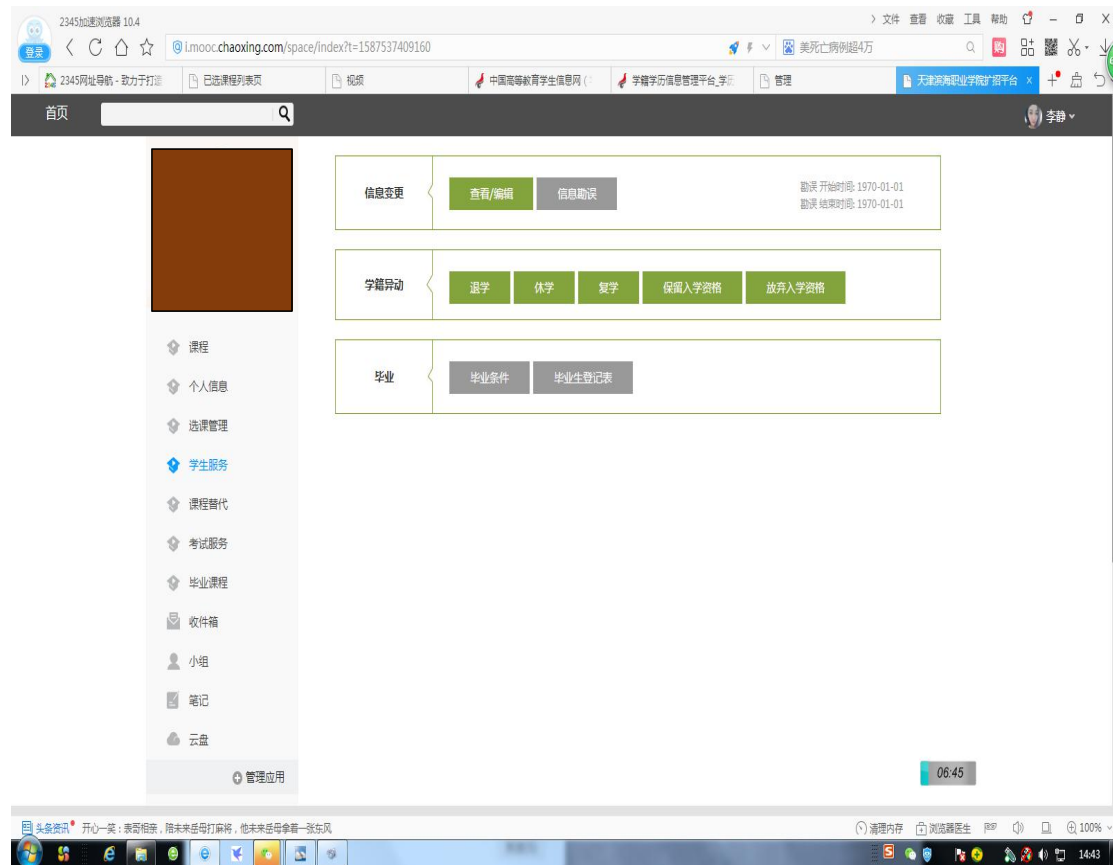 2345加速浏览器 10.4
文件 查看 收藏 工具 帮助
登录
i.mooc.chaoxing.com/space/index?t=1587537409160
美死亡病例超4万
2345网址导航 - 致力于打造
已选课程列表页
视频
中国高等教育学生信息网（
学籍学历信息管理平台_学历
管理
天津滨海职业学院扩招平台
首页
李静
信息变更
查看/编辑
信息勘误
勘误 开始时间: 1970-01-01
勘误 结束时间: 1970-01-01
学籍异动
退学
休学
复学
保留入学资格
放弃入学资格
毕业
毕业条件
毕业生登记表
课程
个人信息
选课管理
学生服务
课程替代
考试服务
毕业课程
收件箱
小组
笔记
云盘
管理应用
06:45
头条资讯
开心一笑：表哥相亲，陪未来岳母打麻将，他未来岳母拿着一张东风
清理内存
浏览器医生
100%
14:43